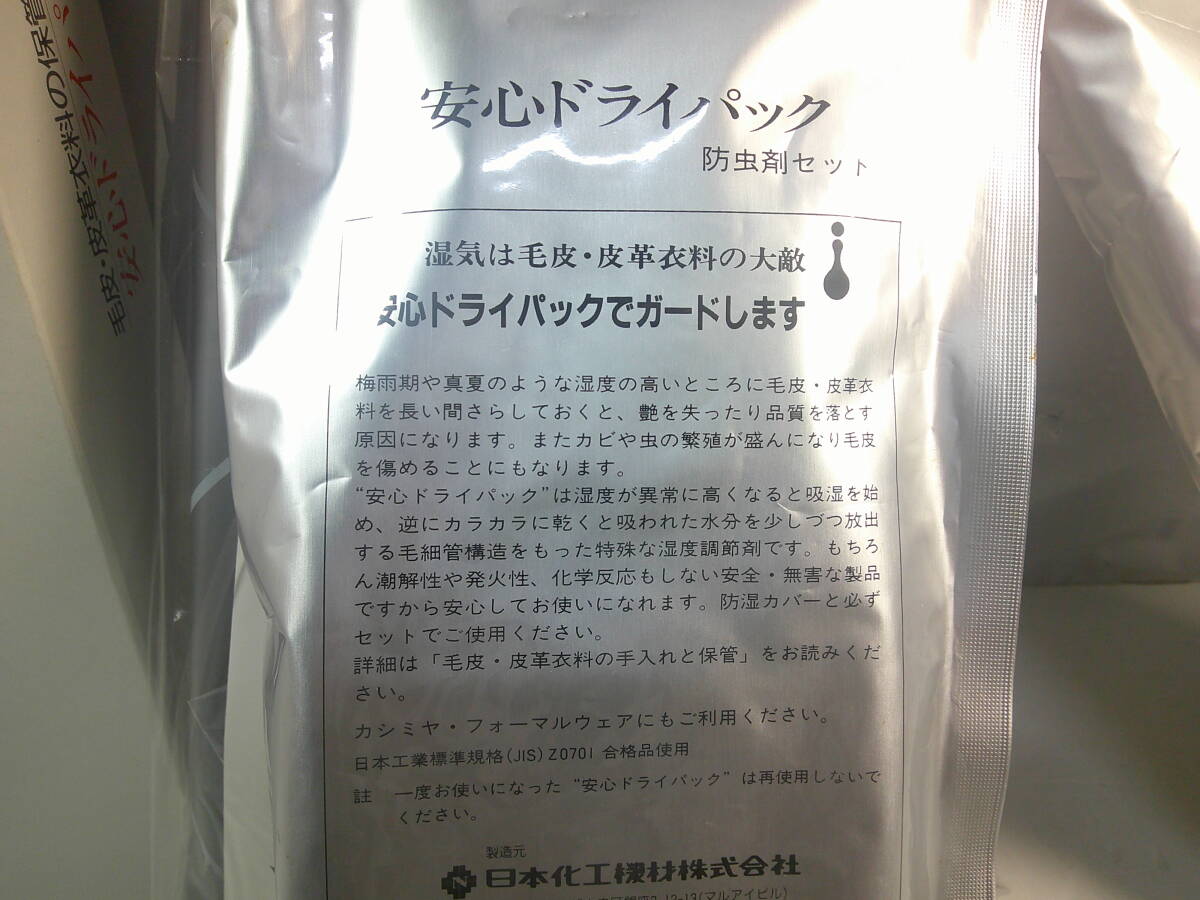 毛皮・皮革衣料の保管
安心ドライパ
安心ドライパック
防虫剤セット
湿気は毛皮・皮革衣料の大敵
安心ドライパックでガードします
梅雨期や真夏のような湿度の高いところに毛皮・皮革衣
料を長い間さらしておくと、艶を失ったり品質を落とす
原因になります。またカビや虫の繁殖が盛んになり毛皮
を傷めることにもなります。
“安心ドライパック”は湿度が異常に高くなると吸湿を始
め、逆にカラカラに乾くと吸われた水分を少しづつ放出
する毛細管構造をもった特殊な湿度調節剤です。もちろ
ん潮解性や発火性、化学反応もしない安全・無害な製品
ですから安心してお使いになれます。防湿カバーと必ず
セットでご使用ください。
詳細は「毛皮・皮革衣料の手入れと保管」をお読みくだ
さい。
カシミヤ・フォーマルウェアにもご利用ください。
日本工業標準規格(JIS)Z0701 合格品使用
註 一度お使いになった“安心ドライパック”は再使用しないで
ください。
製造元
日本化工機材株式会社
2-12-13(マルアイビル)